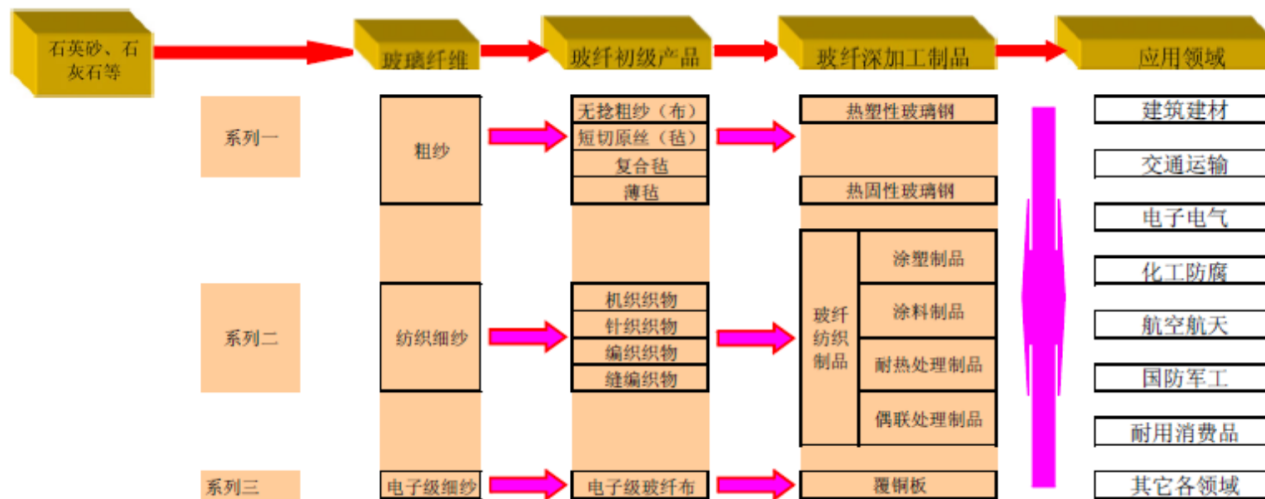 石英砂、石
灰石等
玻璃纤维
玻纤初级产品
玻纤深加工制品
应用领域
系列一
粗纱
无捻粗纱（布）
短切原丝（毡）
复合毡
薄毡
热塑性玻璃钢
热固性玻璃钢
系列二
纺织细纱
机织织物
针织织物
编织织物
缝编织物
玻纤
纺织
制品
涂塑制品
涂料制品
耐热处理制品
偶联处理制品
系列三
电子级细纱
电子级玻纤布
覆铜板
建筑建材
交通运输
电子电气
化工防腐
航空航天
国防军工
耐用消费品
其它各领域